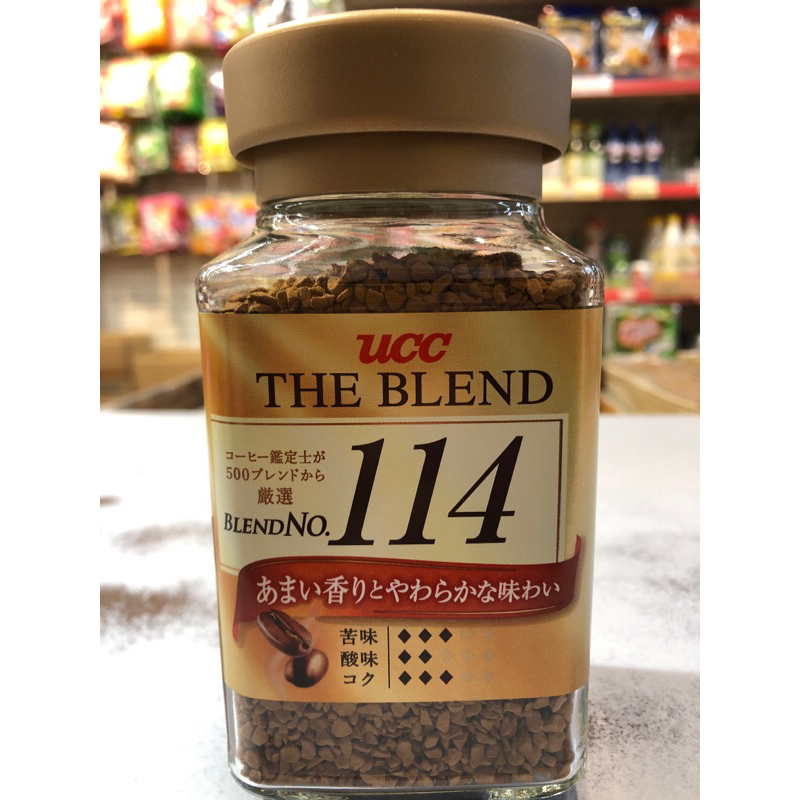 UCC
THE BLEND
コーヒー鑑定士が
500ブレンドから
厳選
BLEND NO. 114
あまい香りとやわらかな味わい
苦味 ◆◆◆
酸味 ◆◆
コク ◆◆◆